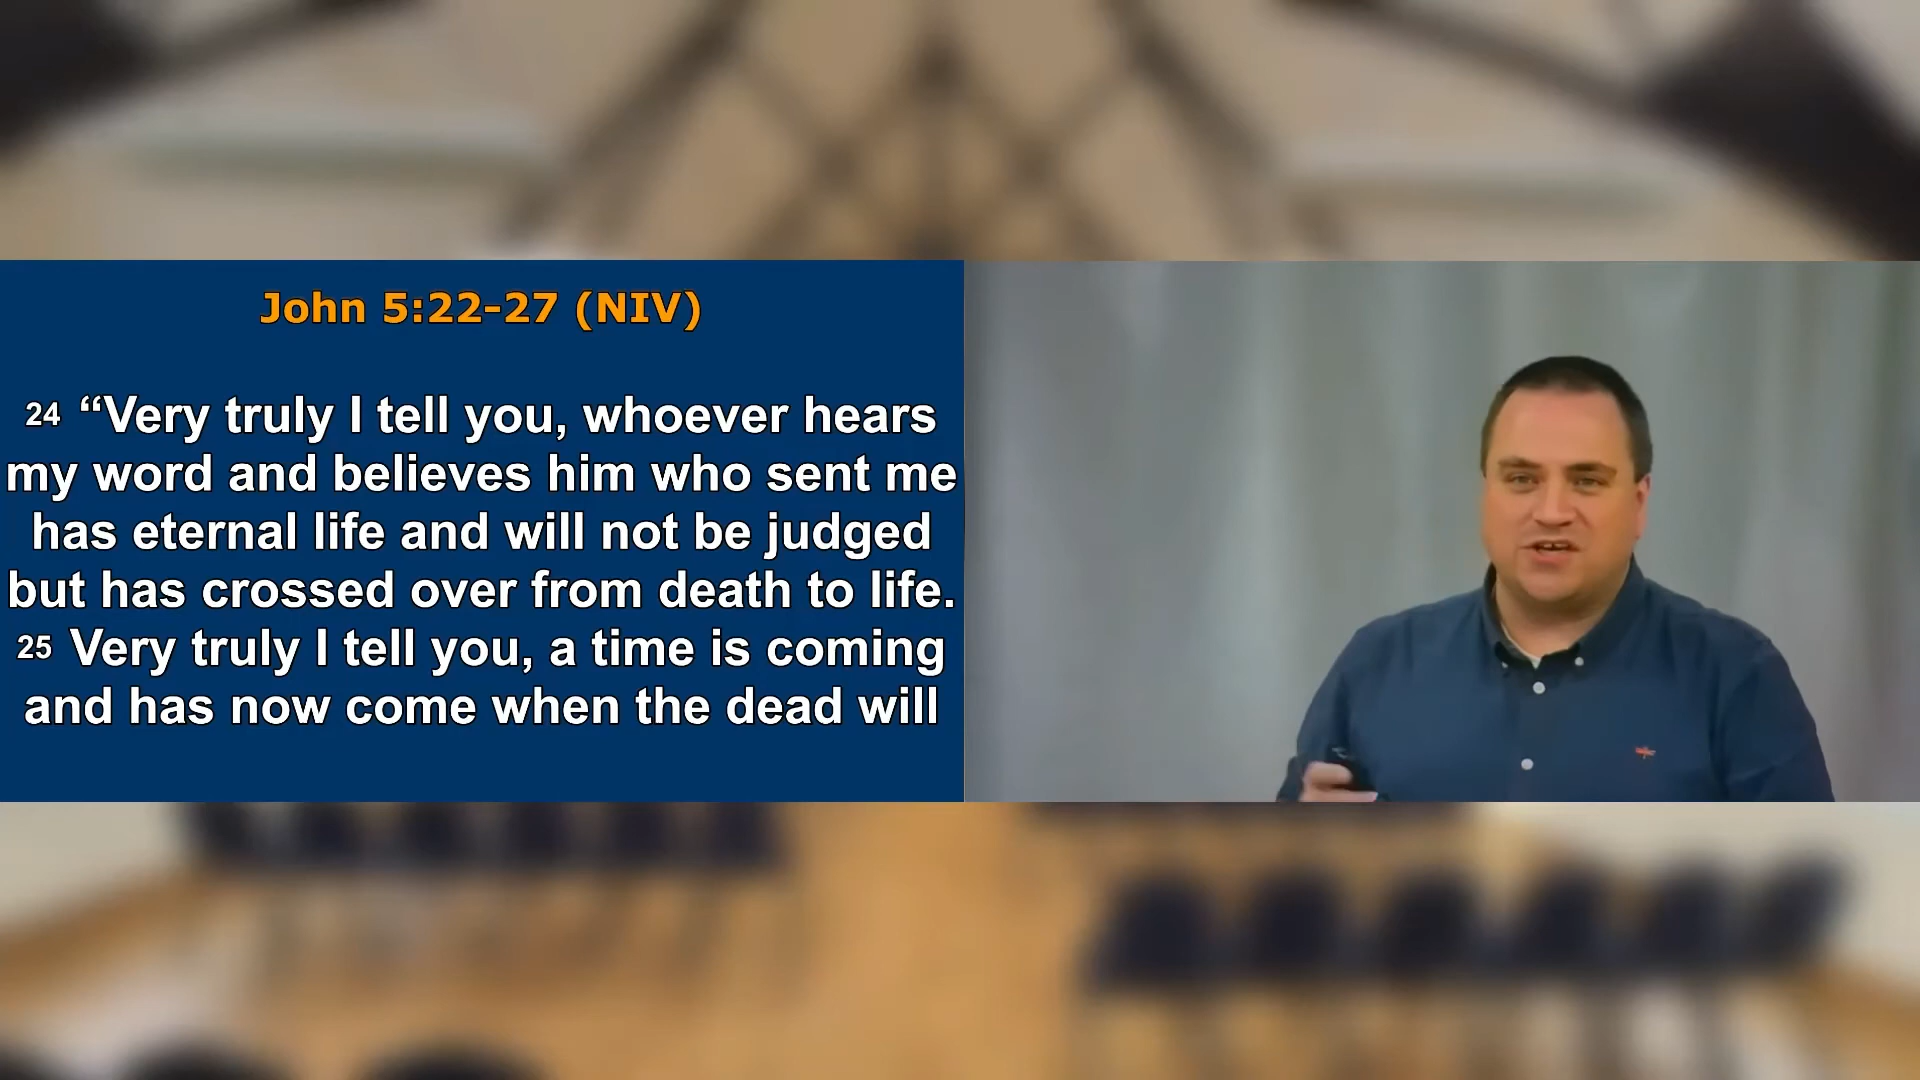 John 5:22-27 (NIV)
24 “Very truly I tell you, whoever hears
my word and believes him who sent me
has eternal life and will not be judged
but has crossed over from death to life.
25 Very truly I tell you, a time is coming
and has now come when the dead will